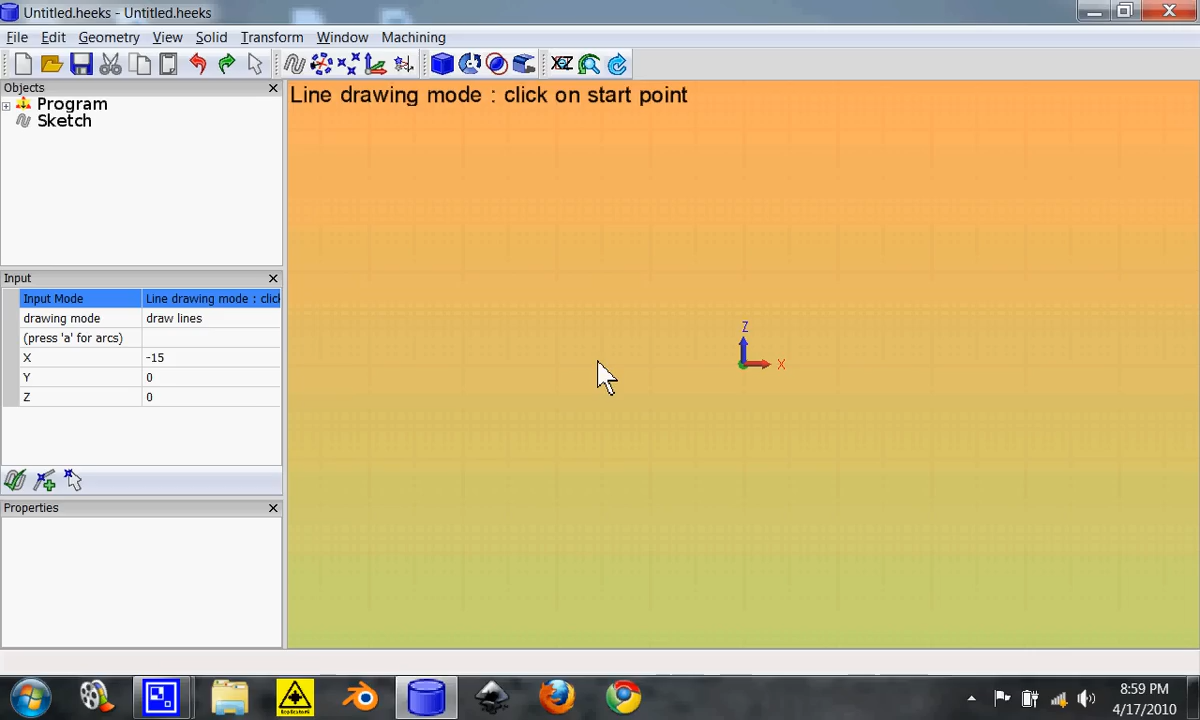 Untitled.heeks - Untitled.heeks
File Edit Geometry View Solid Transform Window Machining
Objects
Program
Sketch
Line drawing mode : click on start point
Input
Input Mode Line drawing mode : clicl
drawing mode draw lines
(press 'a' for arcs)
X -15
Y 0
Z 0
Properties
Z
X
XYZ
8:59 PM
4/17/2010